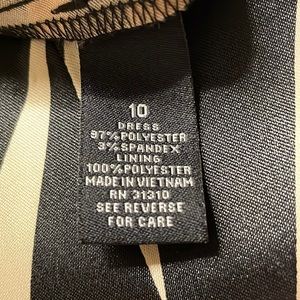 10
DRESS
97%POLYESTER
3%SPANDEX
LINING
100%POLYESTER
MADE IN VIETNAM
RN 31310
SEE REVERSE
FOR CARE